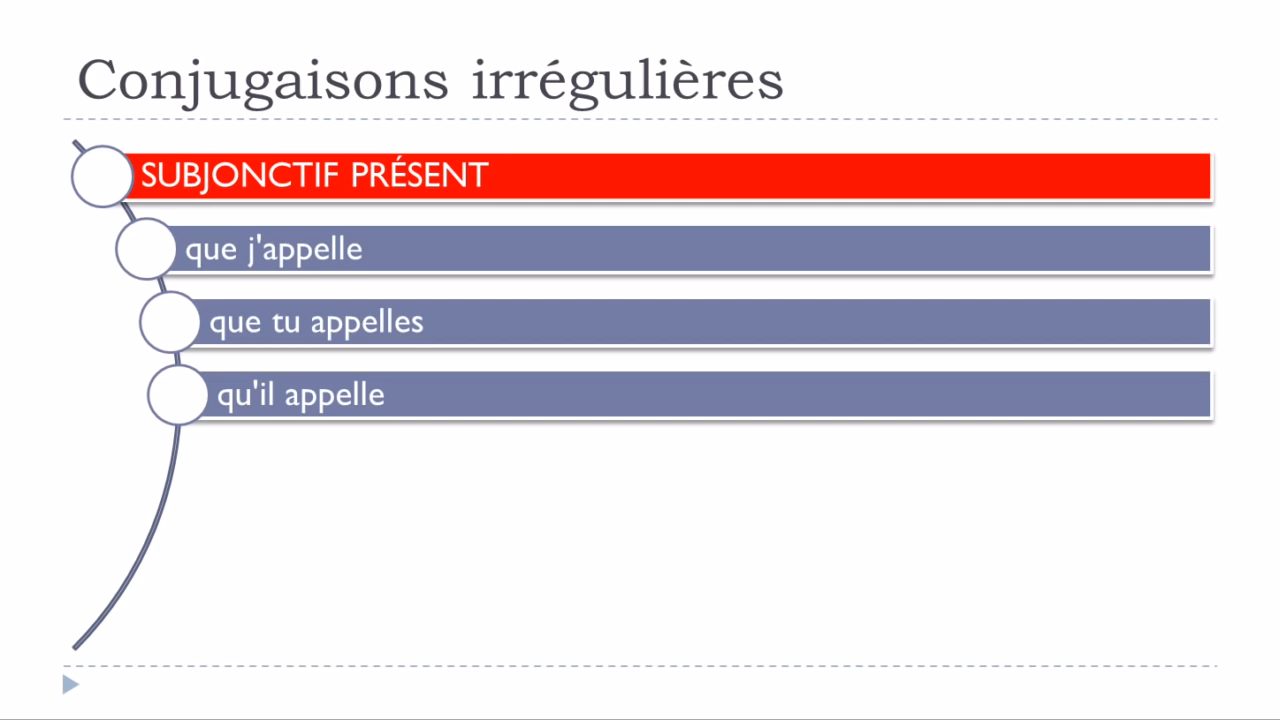 Conjugaisons irrégulières
SUBJONCTIF PRÉSENT
que j'appelle
que tu appelles
qu'il appelle